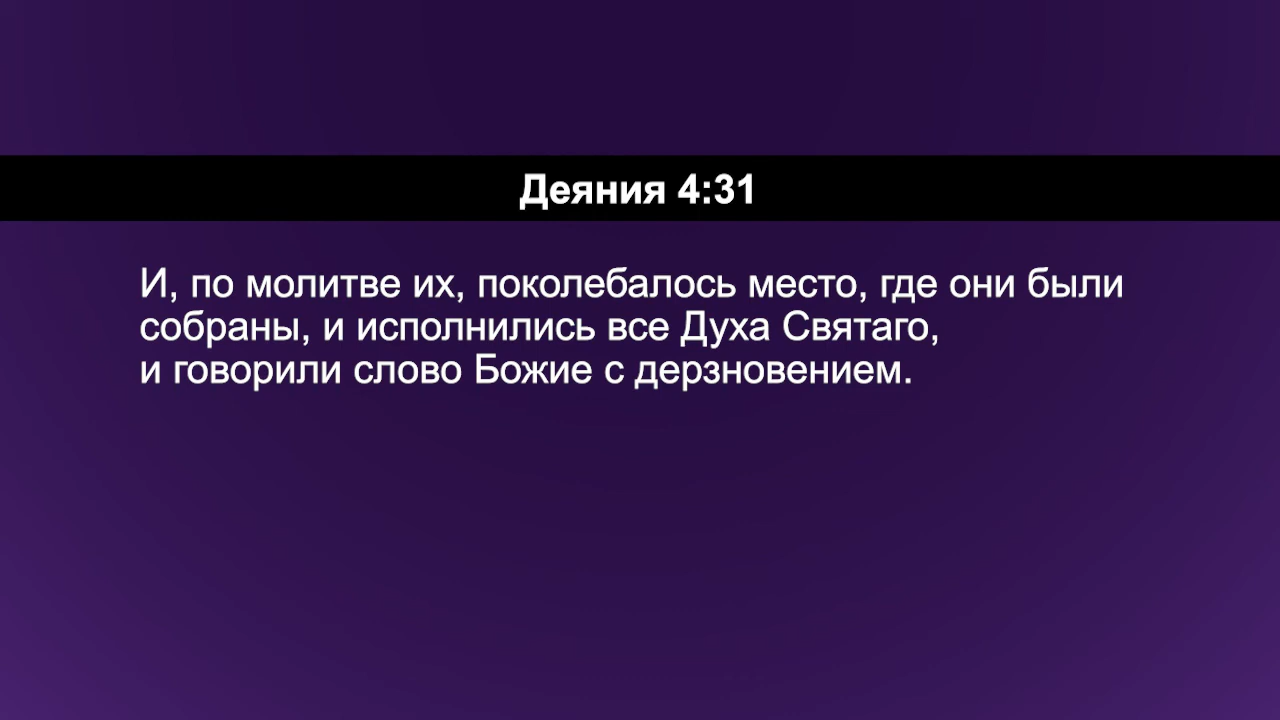 Деяния 4:31
И, по молитве их, поколебалось место, где они были
собраны, и исполнились все Духа Святаго,
и говорили слово Божие с дерзновением.